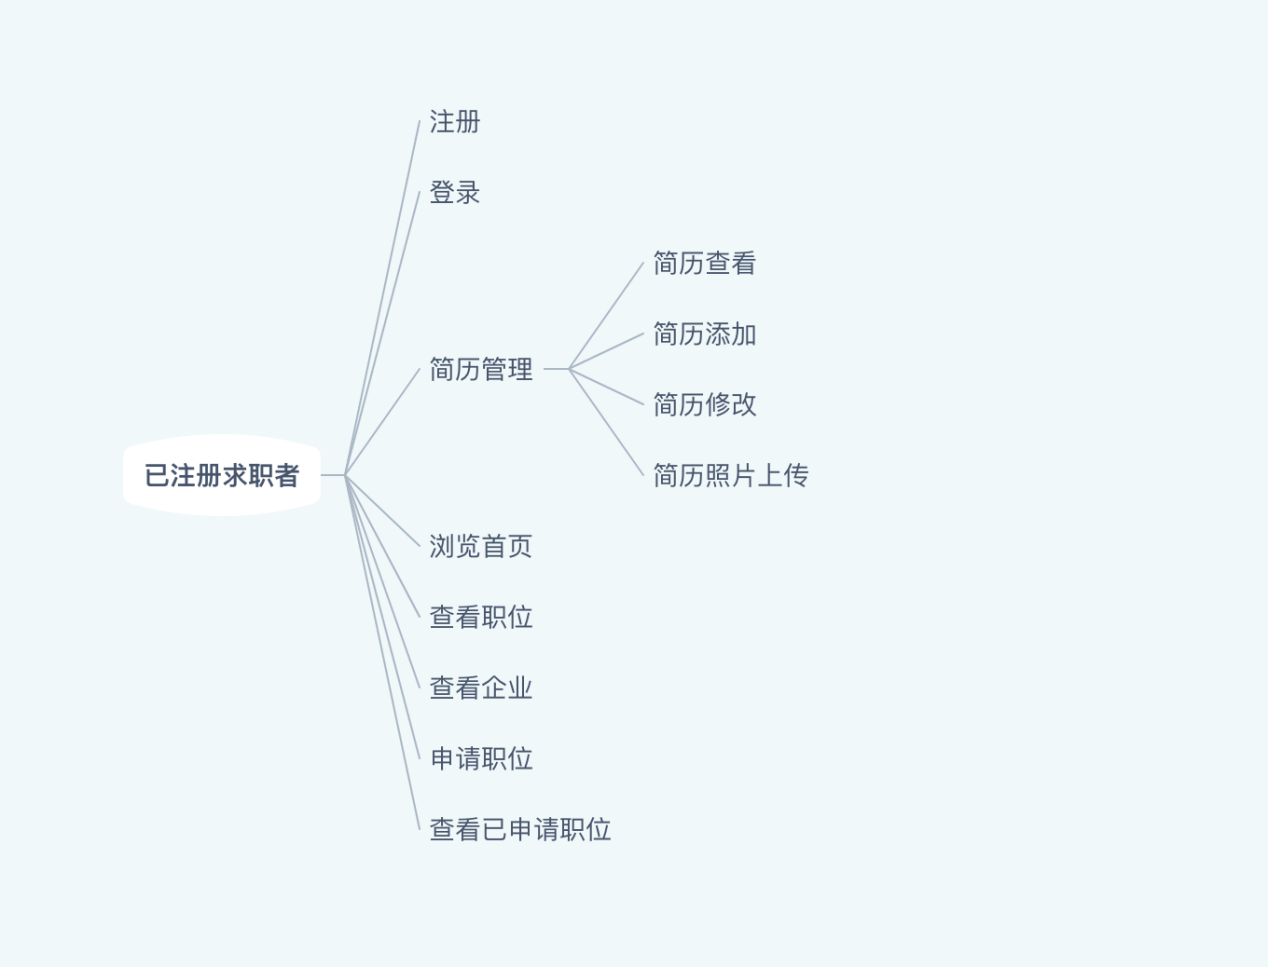 注册
登录
简历查看
简历添加
简历管理
简历修改
已注册求职者
简历照片上传
浏览首页
查看职位
查看企业
申请职位
查看已申请职位